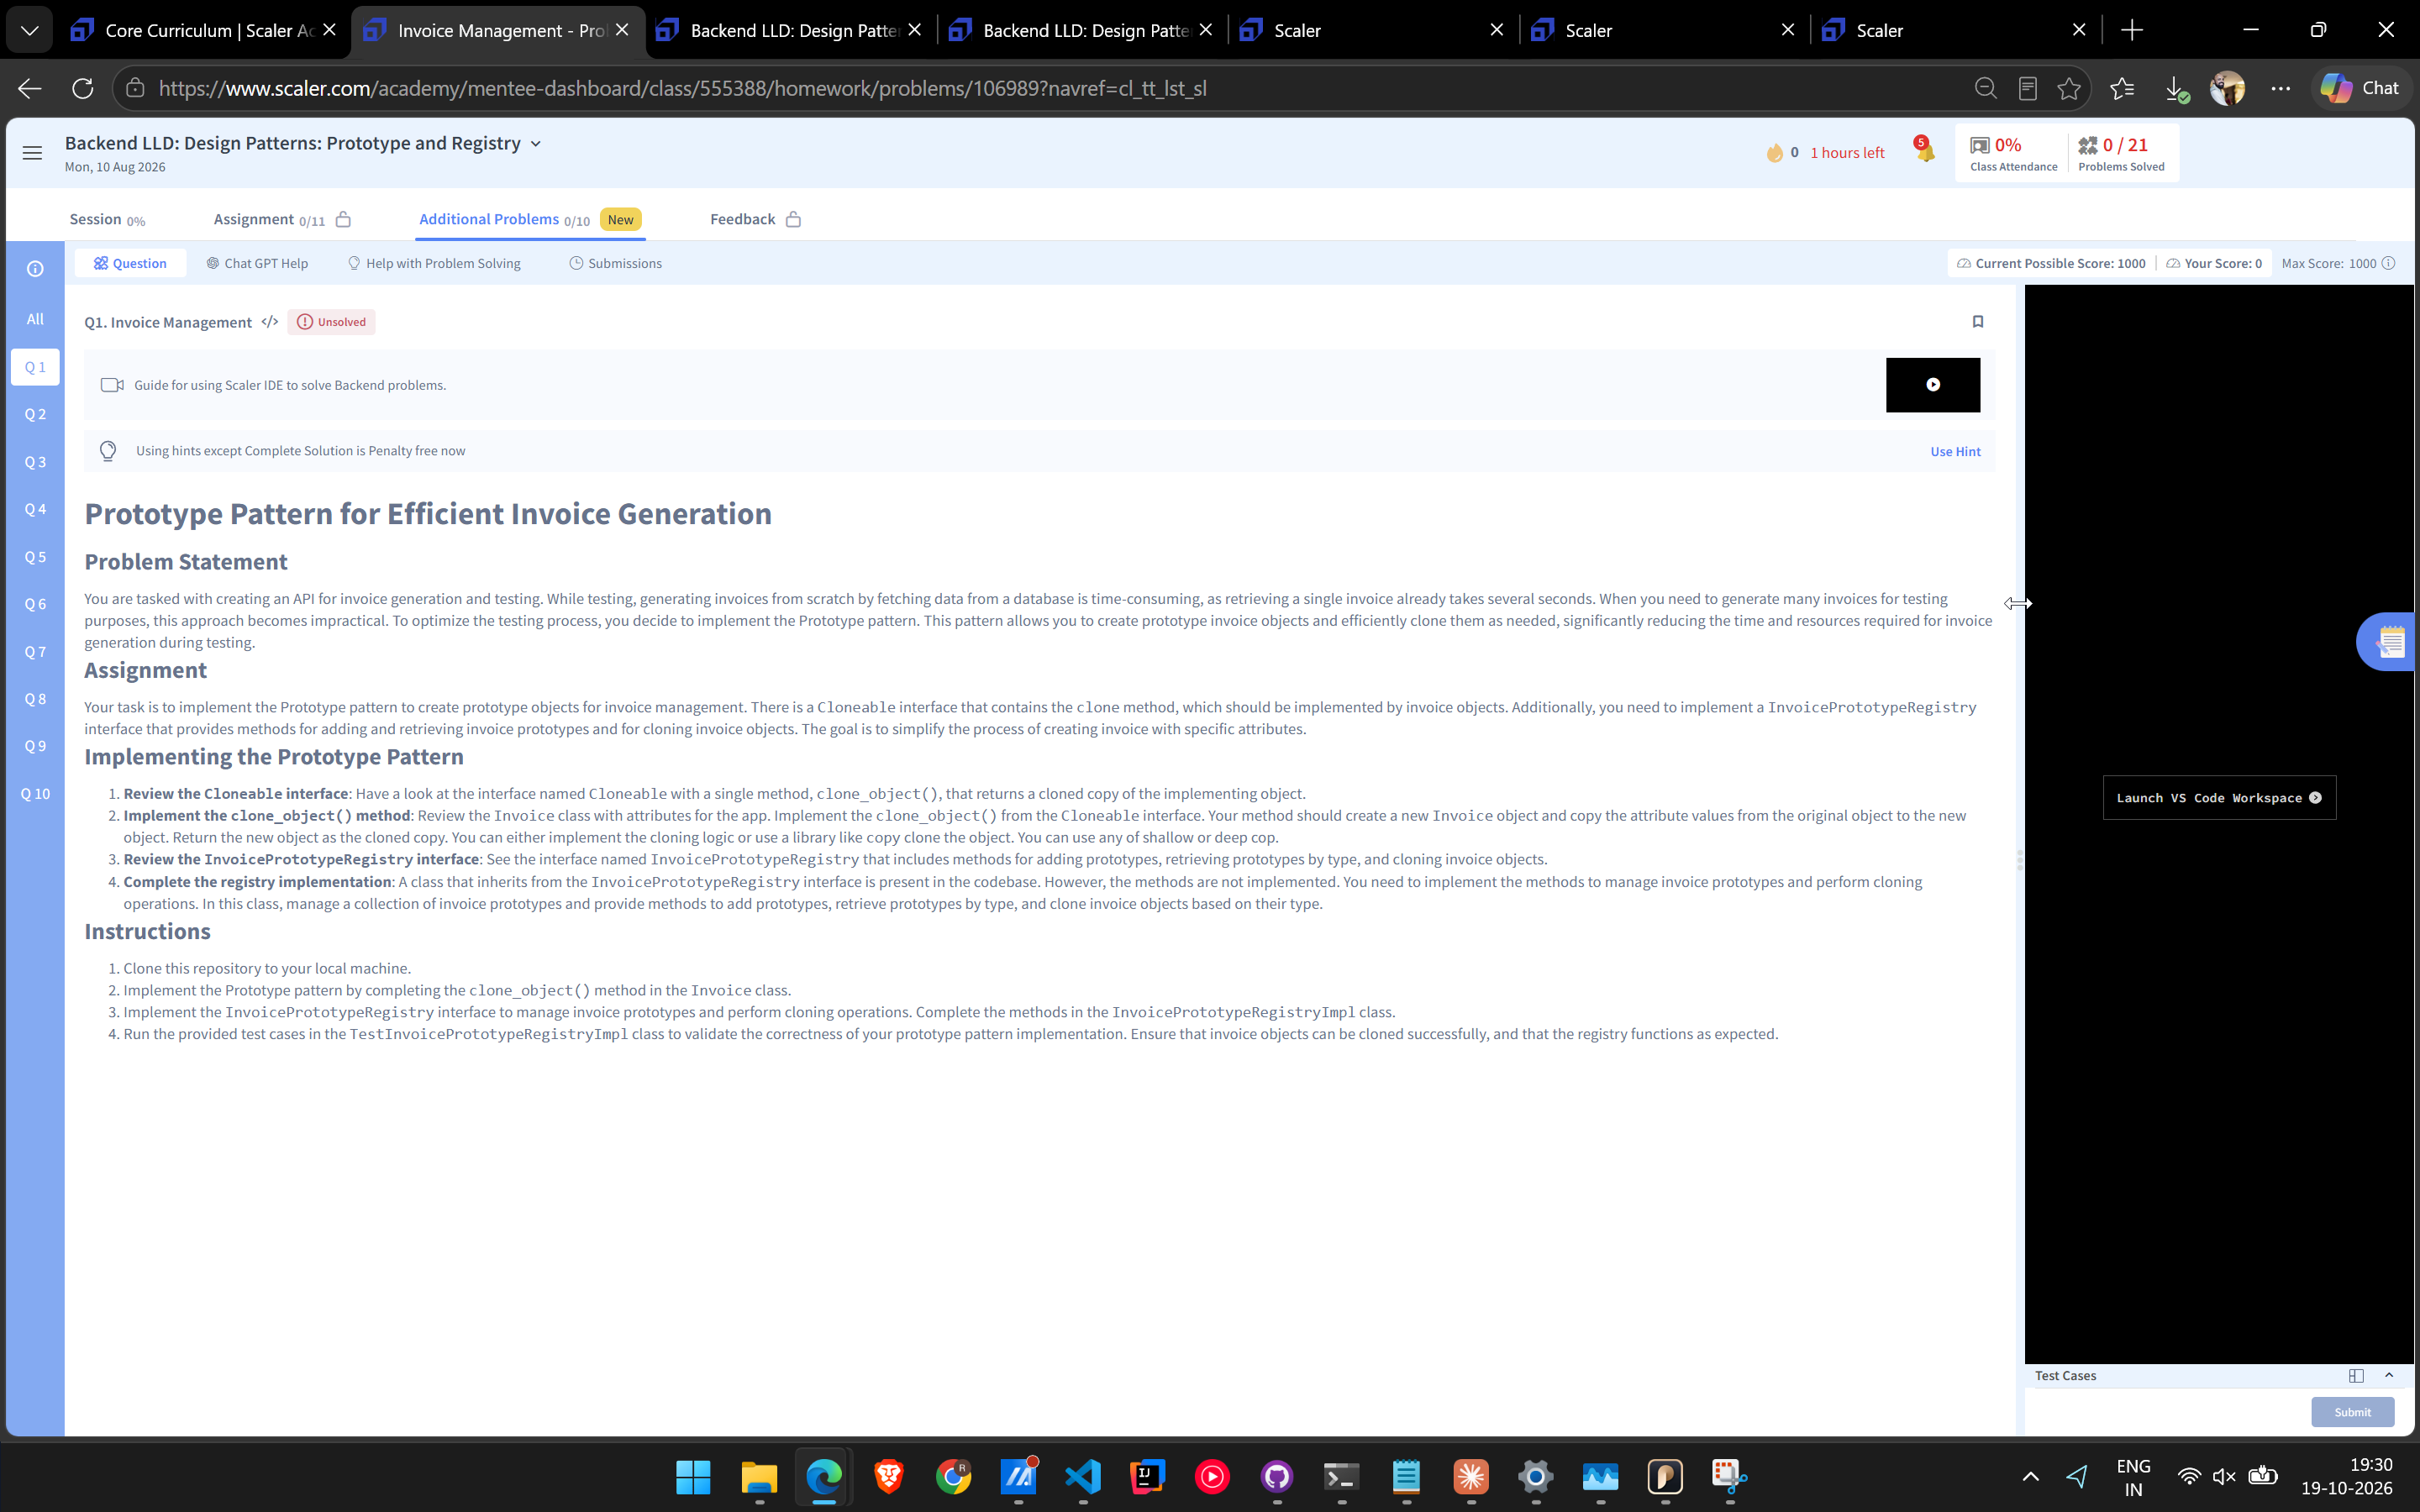 Core Curriculum | Scaler Ac
Invoice Management - Pro
Backend LLD: Design Patte
Backend LLD: Design Patte
Scaler
Scaler
Scaler
https://www.scaler.com/academy/mentee-dashboard/class/555388/homework/problems/106989?navref=cl_tt_lst_sl
Chat
Backend LLD: Design Patterns: Prototype and Registry
Mon, 10 Aug 2026
0 1 hours left
5
0%
Class Attendance
0 / 21
Problems Solved
Session 0%
Assignment 0/11
Additional Problems 0/10 New
Feedback
Question
Chat GPT Help
Help with Problem Solving
Submissions
Current Possible Score: 1000
Your Score: 0
Max Score: 1000
All
Q 1
Q 2
Q 3
Q 4
Q 5
Q 6
Q 7
Q 8
Q 9
Q 10
Q1. Invoice Management </> Unsolved
Guide for using Scaler IDE to solve Backend problems.
Using hints except Complete Solution is Penalty free now
Use Hint
Prototype Pattern for Efficient Invoice Generation
Problem Statement
You are tasked with creating an API for invoice generation and testing. While testing, generating invoices from scratch by fetching data from a database is time-consuming, as retrieving a single invoice already takes several seconds. When you need to generate many invoices for testing
purposes, this approach becomes impractical. To optimize the testing process, you decide to implement the Prototype pattern. This pattern allows you to create prototype invoice objects and efficiently clone them as needed, significantly reducing the time and resources required for invoice
generation during testing.
Assignment
Your task is to implement the Prototype pattern to create prototype objects for invoice management. There is a Cloneable interface that contains the clone method, which should be implemented by invoice objects. Additionally, you need to implement a InvoicePrototypeRegistry
interface that provides methods for adding and retrieving invoice prototypes and for cloning invoice objects. The goal is to simplify the process of creating invoice with specific attributes.
Implementing the Prototype Pattern
1. Review the Cloneable interface: Have a look at the interface named Cloneable with a single method, clone_object(), that returns a cloned copy of the implementing object.
2. Implement the clone_object() method: Review the Invoice class with attributes for the app. Implement the clone_object() from the Cloneable interface. Your method should create a new Invoice object and copy the attribute values from the original object to the new
object. Return the new object as the cloned copy. You can either implement the cloning logic or use a library like copy clone the object. You can use any of shallow or deep cop.
3. Review the InvoicePrototypeRegistry interface: See the interface named InvoicePrototypeRegistry that includes methods for adding prototypes, retrieving prototypes by type, and cloning invoice objects.
4. Complete the registry implementation: A class that inherits from the InvoicePrototypeRegistry interface is present in the codebase. However, the methods are not implemented. You need to implement the methods to manage invoice prototypes and perform cloning
operations. In this class, manage a collection of invoice prototypes and provide methods to add prototypes, retrieve prototypes by type, and clone invoice objects based on their type.
Instructions
1. Clone this repository to your local machine.
2. Implement the Prototype pattern by completing the clone_object() method in the Invoice class.
3. Implement the InvoicePrototypeRegistry interface to manage invoice prototypes and perform cloning operations. Complete the methods in the InvoicePrototypeRegistryImpl class.
4. Run the provided test cases in the TestInvoicePrototypeRegistryImpl class to validate the correctness of your prototype pattern implementation. Ensure that invoice objects can be cloned successfully, and that the registry functions as expected.
Launch VS Code Workspace
Test Cases
Submit
ENG
IN
19:30
19-10-2026